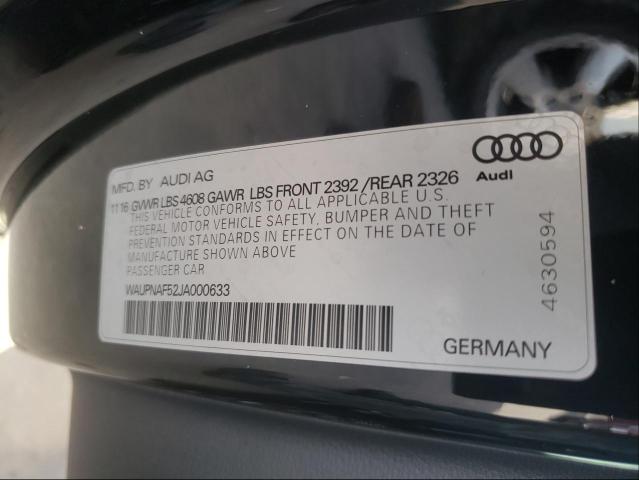 MFD. BY AUDI AG
11 16 GVWR LBS 4608 GAWR LBS FRONT 2392 /REAR 2326
THIS VEHICLE CONFORMS TO ALL APPLICABLE U.S.
FEDERAL MOTOR VEHICLE SAFETY, BUMPER AND THEFT
PREVENTION STANDARDS IN EFFECT ON THE DATE OF
MANUFACTURE SHOWN ABOVE
PASSENGER CAR
WAUPNAF52JA000633
GERMANY
Audi
4630594